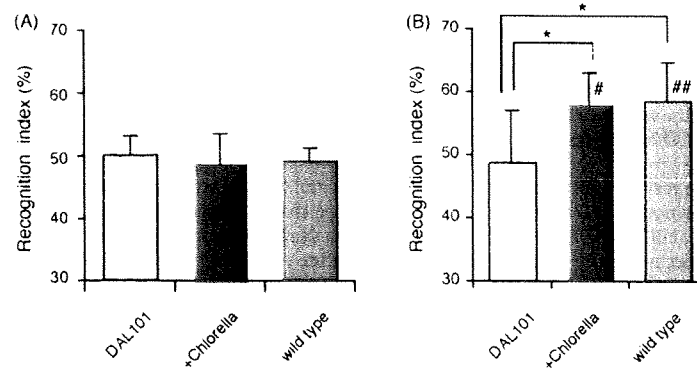 (A)
70
60
50
40
30
Recognition index (%)
DAL101
+Chlorella
wild type
(B)
70
60
50
40
30
Recognition index (%)
*
*
#
##
DAL101
+Chlorella
wild type